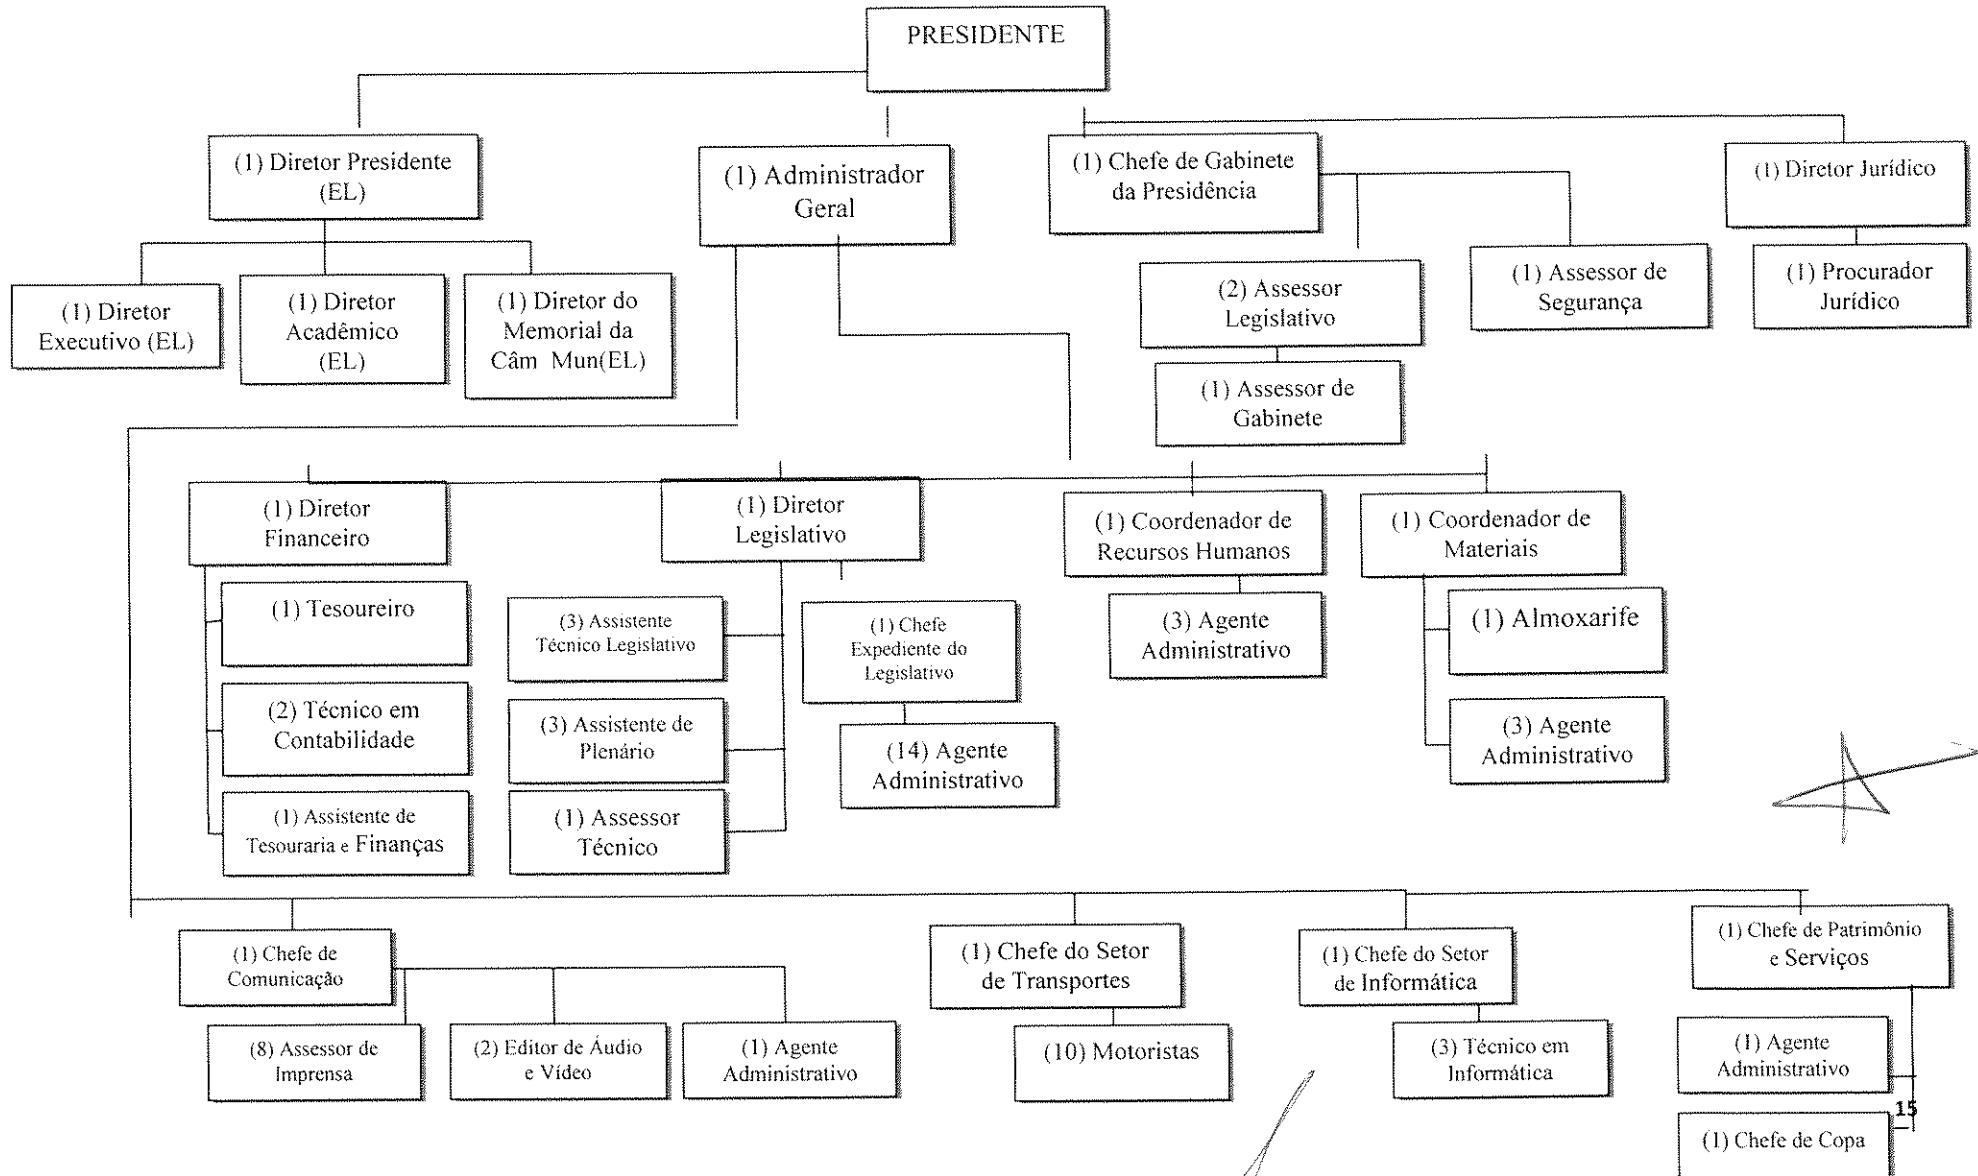 PRESIDENTE
(1) Diretor Presidente
(EL)
(1) Administrador
Geral
(1) Chefe de Gabinete
da Presidência
(1) Diretor Jurídico
(1) Diretor
Executivo (EL)
(1) Diretor
Acadêmico
(EL)
(1) Diretor do
Memorial da
Câm Mun(EL)
(2) Assessor
Legislativo
(1) Assessor de
Segurança
(1) Procurador
Jurídico
(1) Assessor de
Gabinete
(1) Diretor
Financeiro
(1) Diretor
Legislativo
(1) Coordenador de
Recursos Humanos
(1) Coordenador de
Materiais
(1) Tesoureiro
(2) Técnico em
Contabilidade
(1) Assistente de
Tesouraria e Finanças
(3) Assistente
Técnico Legislativo
(3) Assistente de
Plenário
(1) Assessor
Técnico
(1) Chefe
Expediente do
Legislativo
(14) Agente
Administrativo
(3) Agente
Administrativo
(1) Almoxarife
(3) Agente
Administrativo
(1) Chefe de
Comunicação
(1) Chefe do Setor
de Transportes
(1) Chefe do Setor
de Informática
(1) Chefe de Patrimônio
e Serviços
(8) Assessor de
Imprensa
(2) Editor de Áudio
e Vídeo
(1) Agente
Administrativo
(10) Motoristas
(3) Técnico em
Informática
(1) Agente
Administrativo
(1) Chefe de Copa
15